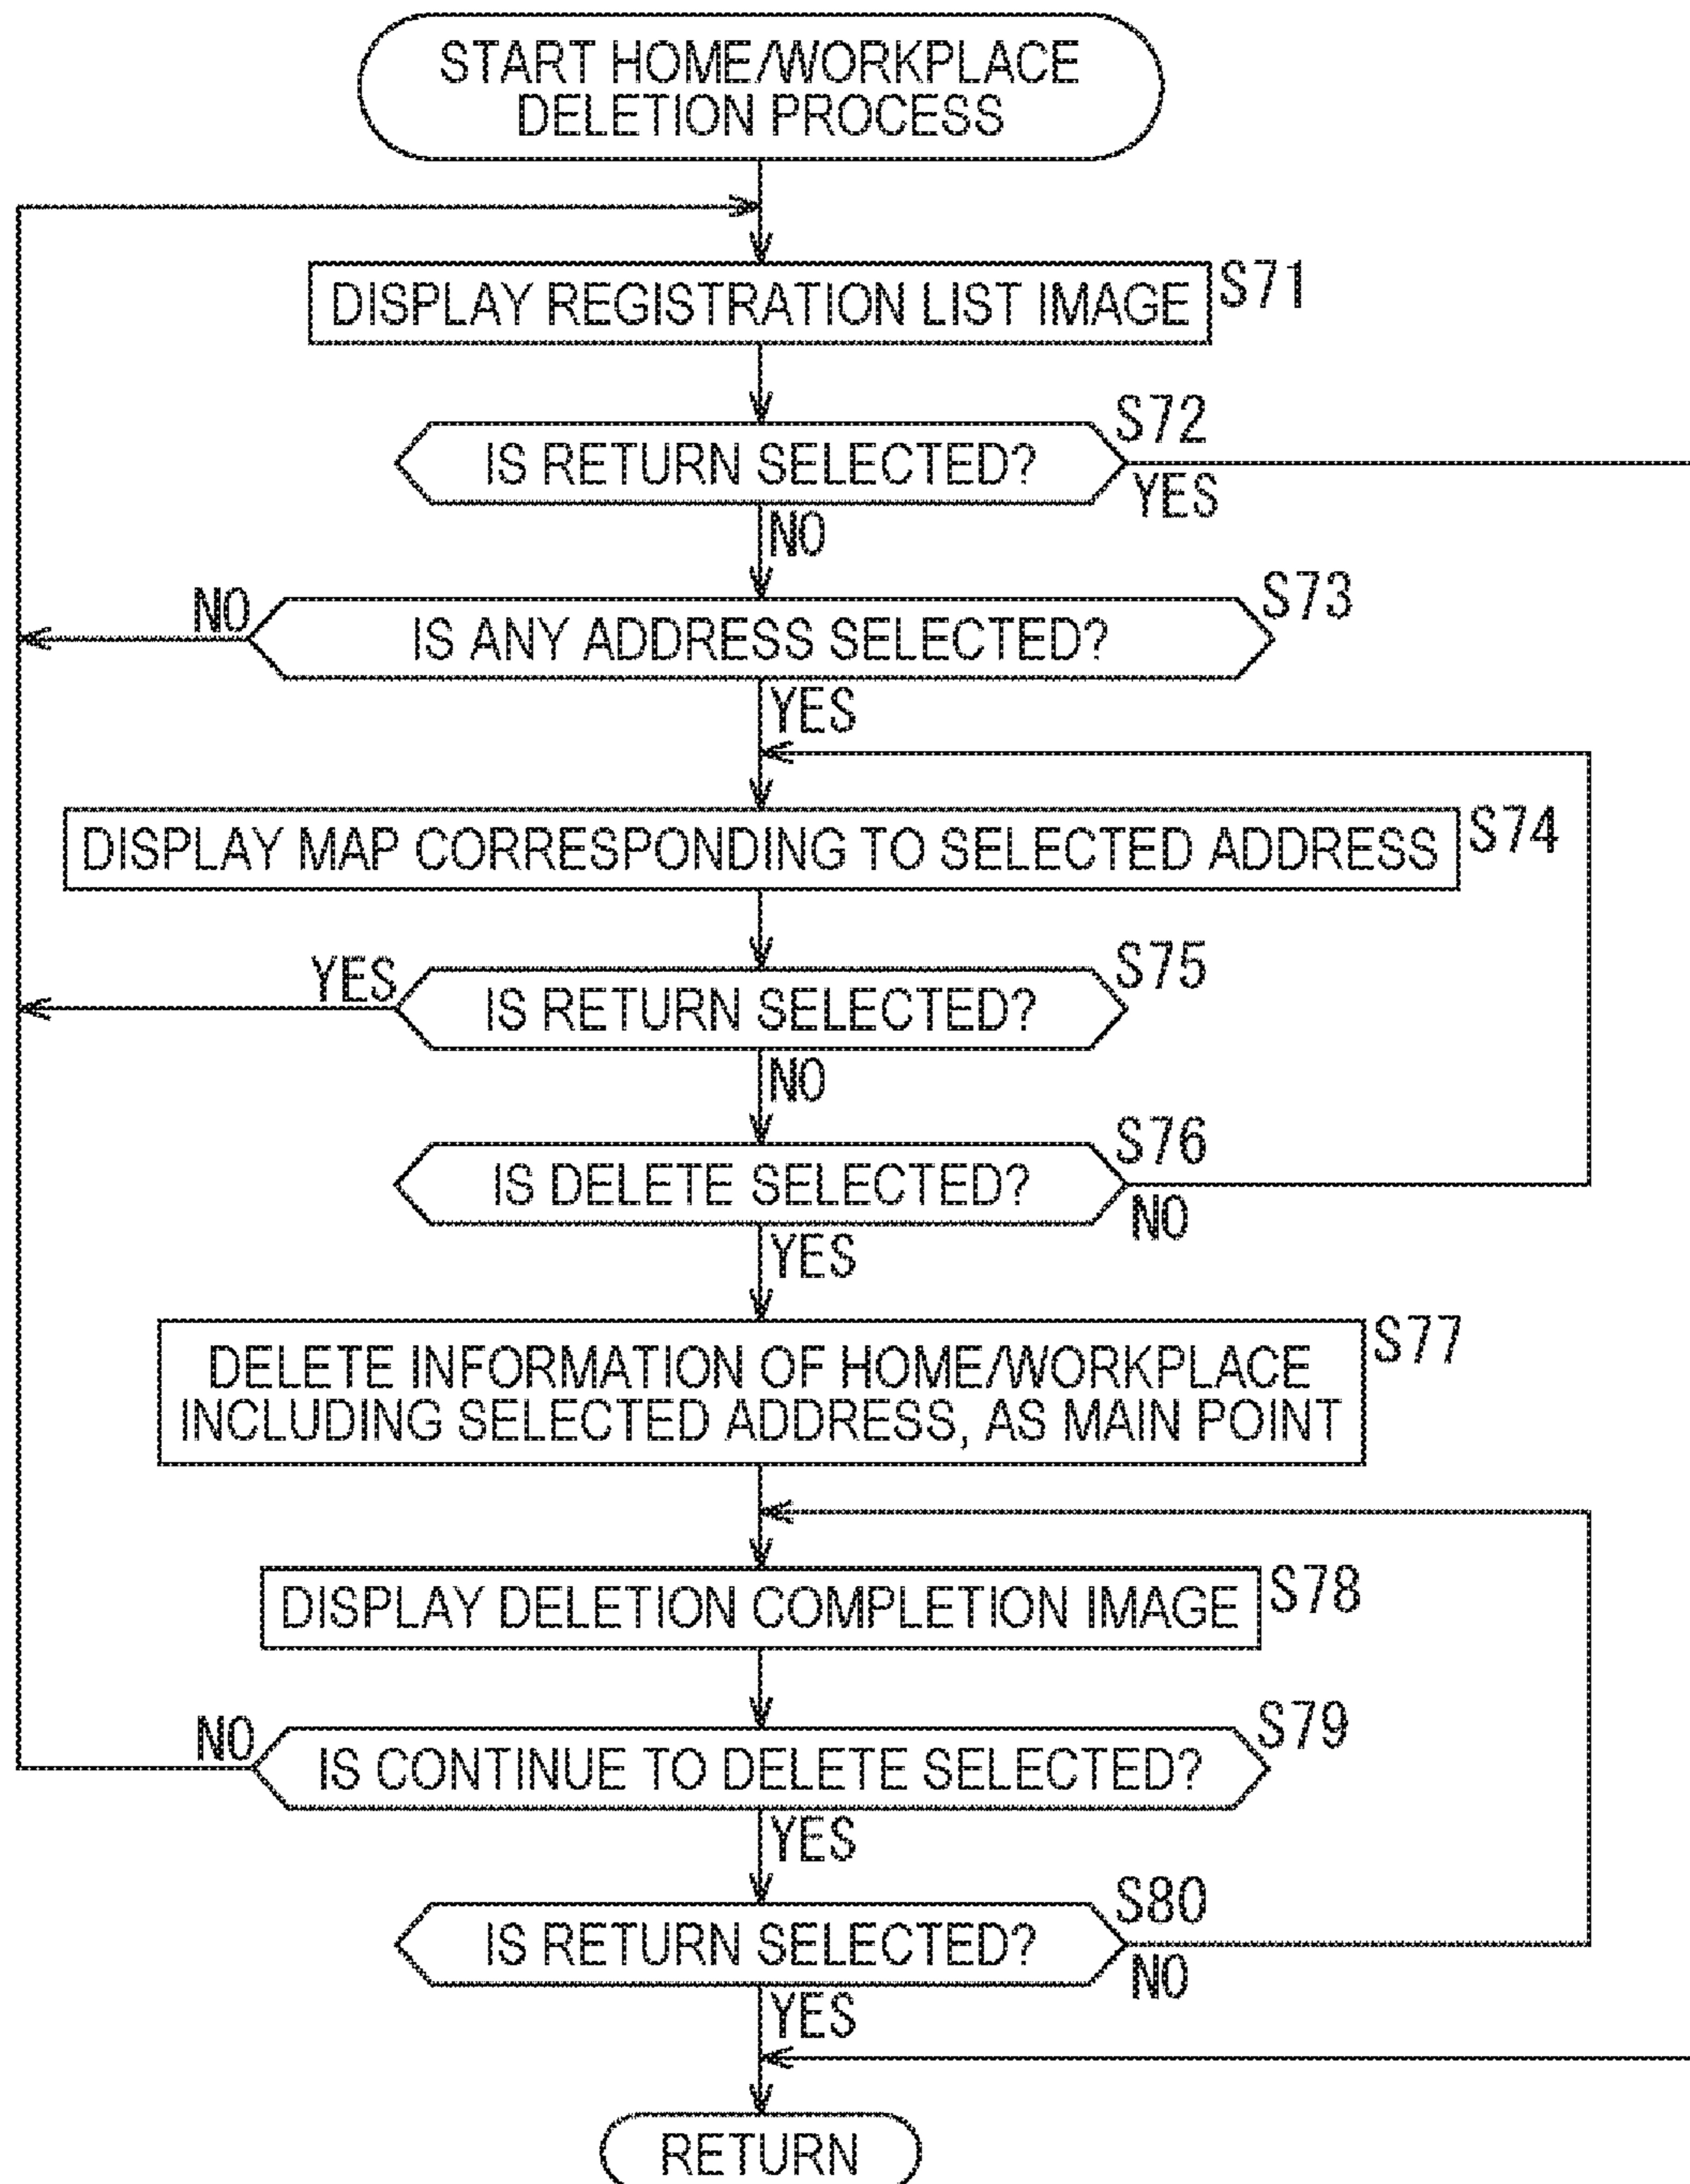 START HOME/WORKPLACE
DELETION PROCESS
DISPLAY REGISTRATION LIST IMAGE
S71
IS RETURN SELECTED?
S72
YES
NO
IS ANY ADDRESS SELECTED?
S73
NO
YES
DISPLAY MAP CORRESPONDING TO SELECTED ADDRESS
S74
IS RETURN SELECTED?
S75
YES
NO
IS DELETE SELECTED?
S76
NO
YES
DELETE INFORMATION OF HOME/WORKPLACE
INCLUDING SELECTED ADDRESS, AS MAIN POINT
S77
DISPLAY DELETION COMPLETION IMAGE
S78
IS CONTINUE TO DELETE SELECTED?
S79
NO
YES
IS RETURN SELECTED?
S80
NO
YES
RETURN